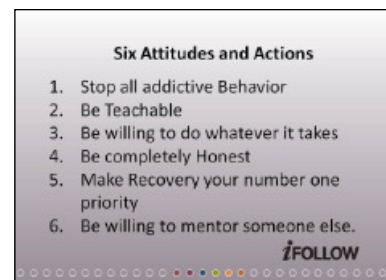 Six Attitudes and Actions
1. Stop all addictive Behavior
2. Be Teachable
3. Be willing to do whatever it takes
4. Be completely Honest
5. Make Recovery your number one
priority
6. Be willing to mentor someone else.
iFOLLOW